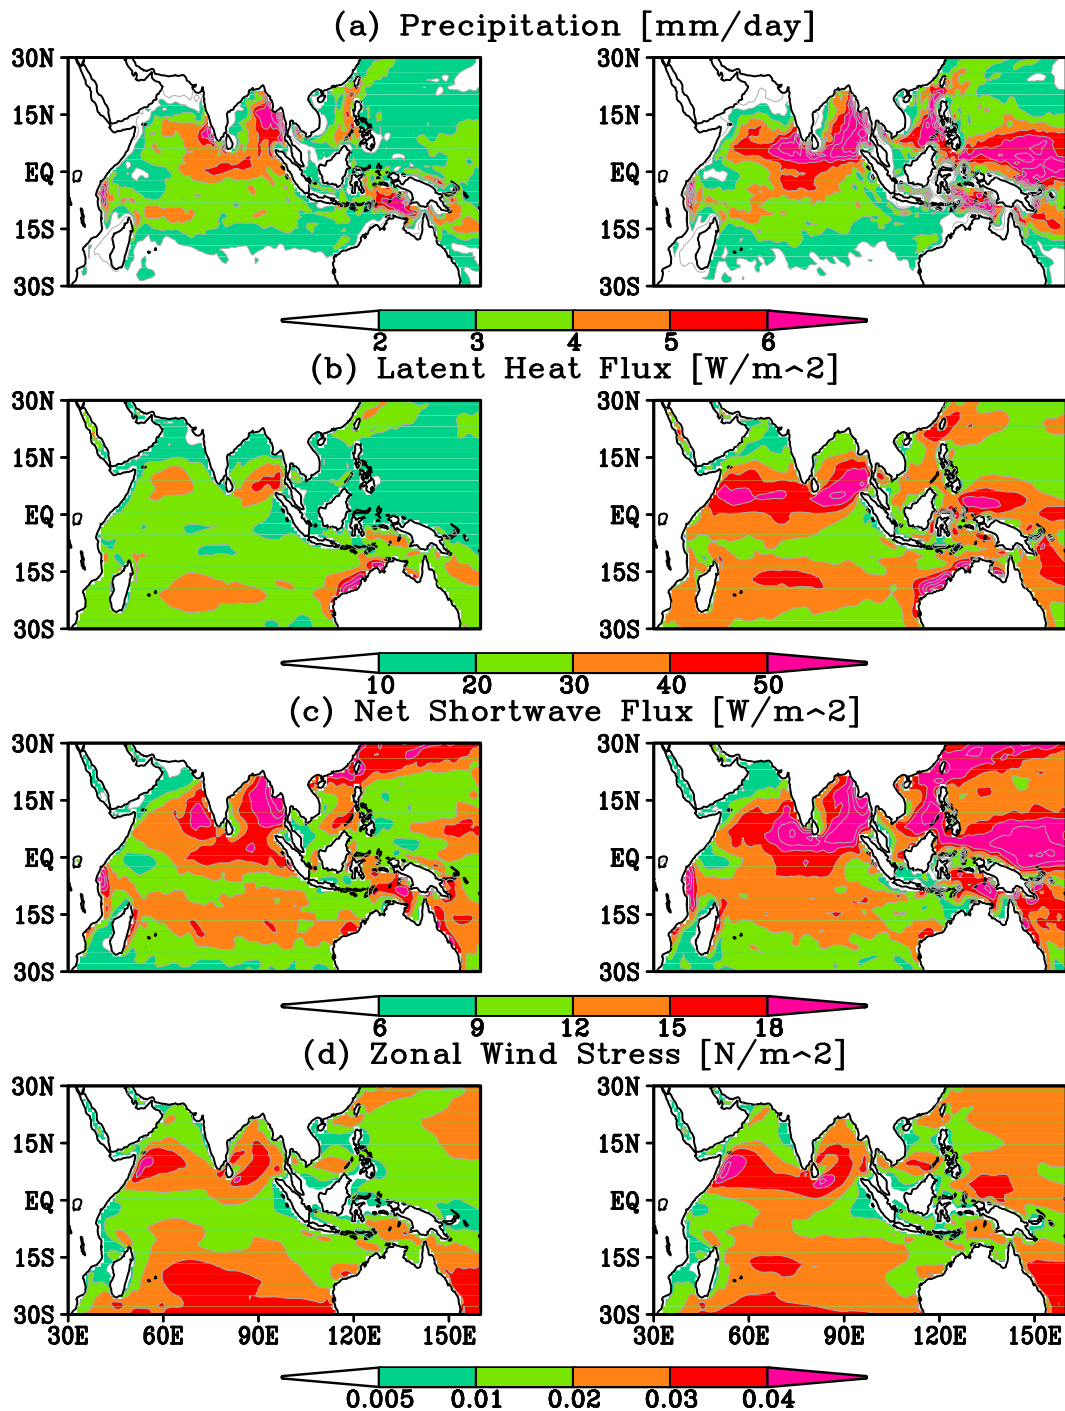 (a) Precipitation [mm/day]
30N
15N
EQ
15S
30S
30N
15N
EQ
15S
30S
2 3 4 5 6
(b) Latent Heat Flux [W/m^2]
30N
15N
EQ
15S
30S
30N
15N
EQ
15S
30S
10 20 30 40 50
(c) Net Shortwave Flux [W/m^2]
30N
15N
EQ
15S
30S
30N
15N
EQ
15S
30S
6 9 12 15 18
(d) Zonal Wind Stress [N/m^2]
30N
15N
EQ
15S
30S
30E 60E 90E 120E 150E
30N
15N
EQ
15S
30S
30E 60E 90E 120E 150E
0.005 0.01 0.02 0.03 0.04